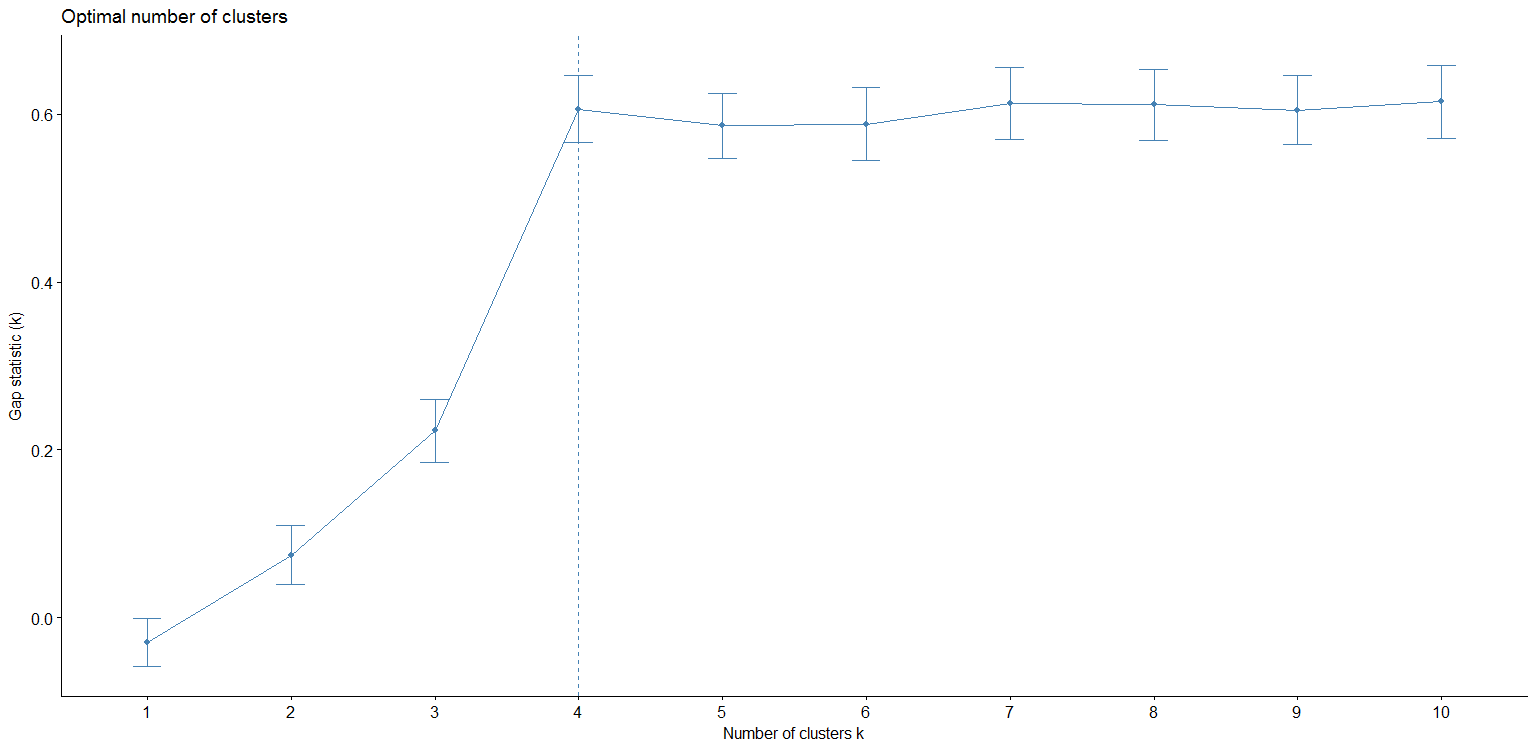 Optimal number of clusters
Gap statistic (k)
0.6
0.4
0.2
0.0
1 2 3 4 5 6 7 8 9 10
Number of clusters k